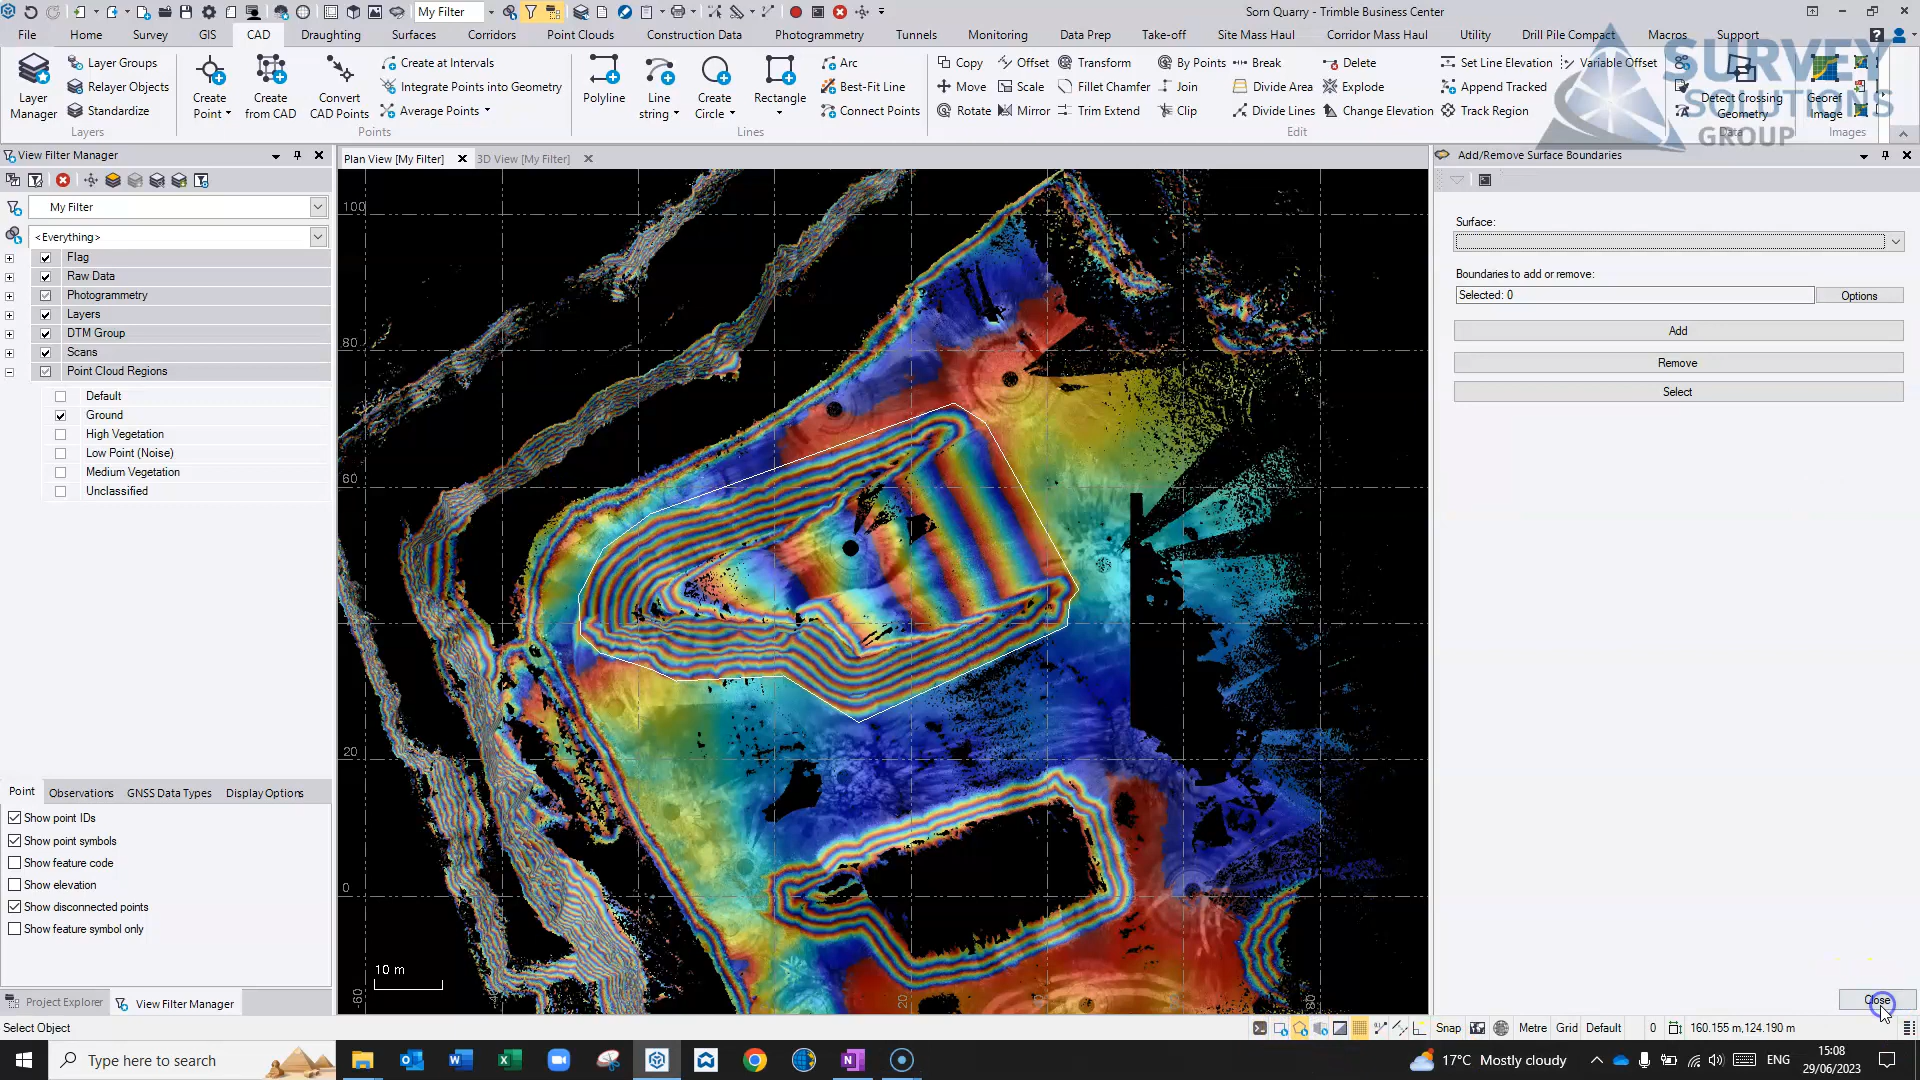 My Filter
Sorn Quarry - Trimble Business Center
File Home Survey GIS CAD Draughting Surfaces Corridors Point Clouds Construction Data Photogrammetry Tunnels Monitoring Data Prep Take-off Site Mass Haul Corridor Mass Haul Drill Pile Compact Utility Macros Support
Layer Manager
Layer Groups
Relayer Objects
Standardize
Layers
Create Point
Create from CAD
Convert CAD Points
Create at Intervals
Integrate Points into Geometry
Average Points
Points
Polyline
Line string
Create Circle
Rectangle
Arc
Best-Fit Line
Connect Points
Lines
Copy Offset Transform By Points Break Delete Set Line Elevation Variable Offset
Move Scale Fillet Chamfer Join Divide Area Explode Append Tracked
Rotate Mirror Trim Extend Clip Divide Lines Change Elevation Track Region
Edit
Detect Crossing Geometry
Data
Georef Image
Images
SURVEY
SOLUTIONS
GROUP
View Filter Manager
My Filter
<Everything>
Flag
Raw Data
Photogrammetry
Layers
DTM Group
Scans
Point Cloud Regions
Default
Ground
High Vegetation
Low Point (Noise)
Medium Vegetation
Unclassified
Point Observations GNSS Data Types Display Options
Show point IDs
Show point symbols
Show feature code
Show elevation
Show disconnected points
Show feature symbol only
Project Explorer View Filter Manager
Plan View [My Filter] 3D View [My Filter]
100
80
60
20
0
10 m
-60
20
Add/Remove Surface Boundaries
Surface:
Boundaries to add or remove:
Selected: 0
Options
Add
Remove
Select
Close
Select Object
Snap Metre Grid Default 0 160.155 m,124.190 m
Type here to search
17°C Mostly cloudy
ENG
15:08
29/06/2023